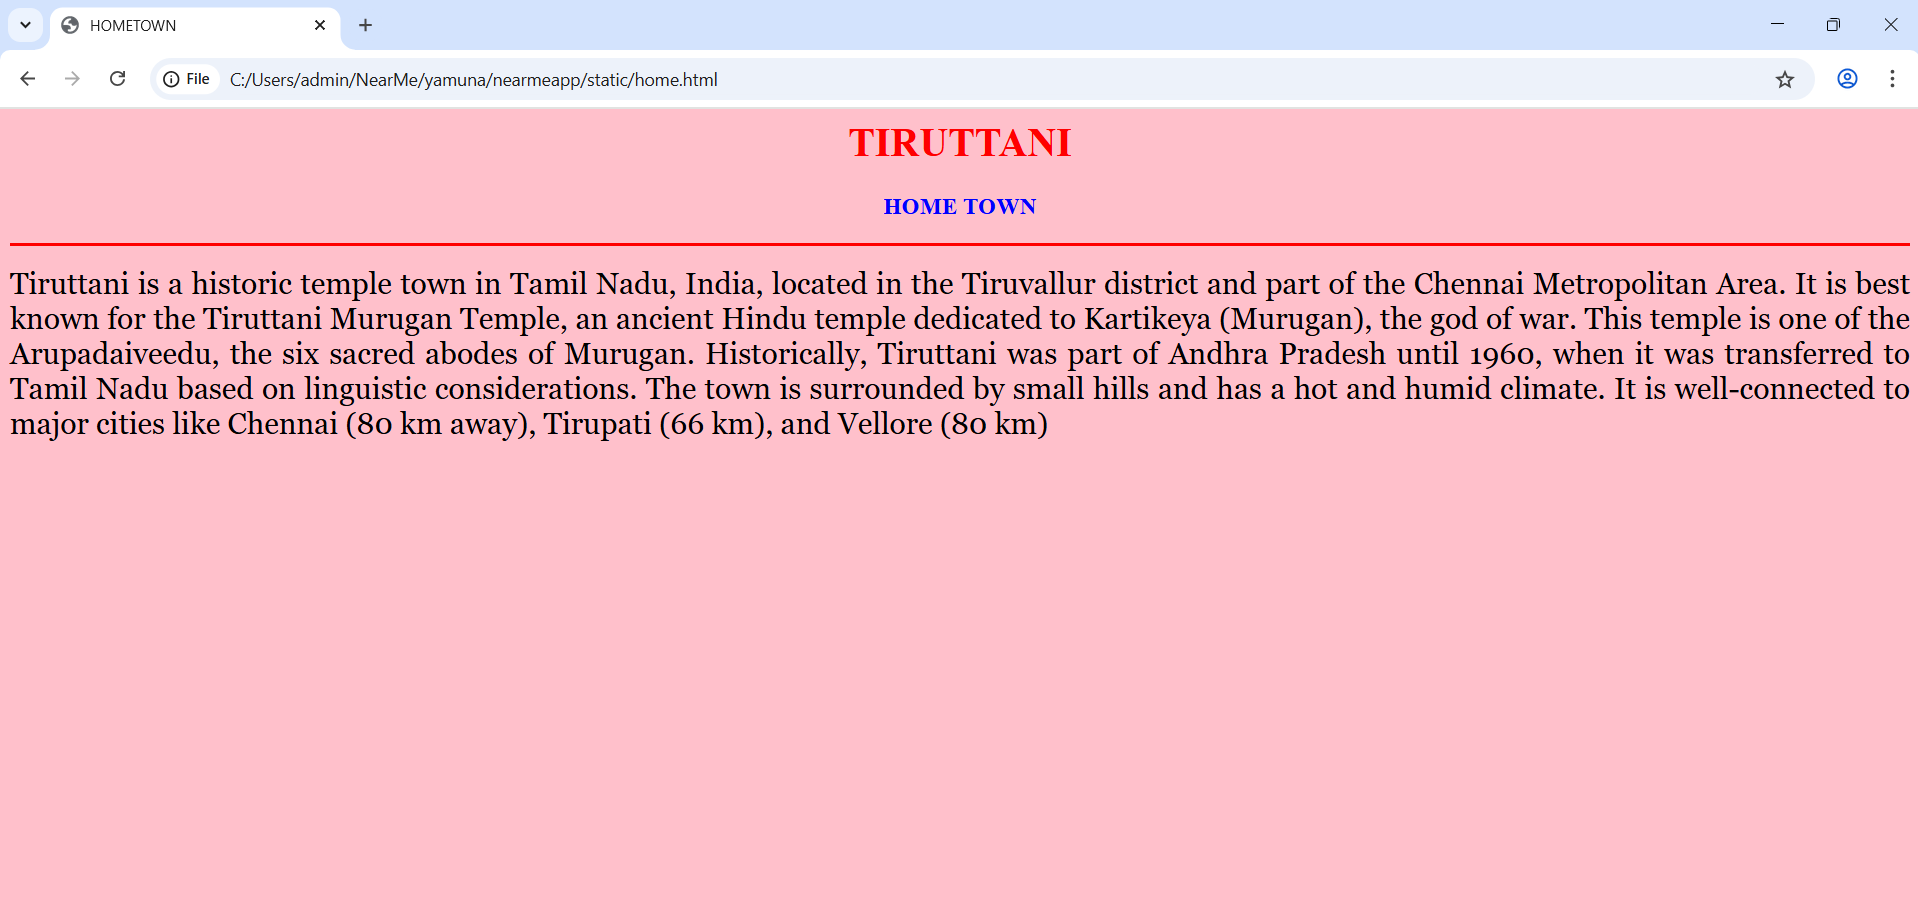 HOMETOWN
File
C:/Users/admin/NearMe/yamuna/nearmeapp/static/home.html
TIRUTTANI
HOME TOWN
Tiruttani is a historic temple town in Tamil Nadu, India, located in the Tiruvallur district and part of the Chennai Metropolitan Area. It is best
known for the Tiruttani Murugan Temple, an ancient Hindu temple dedicated to Kartikeya (Murugan), the god of war. This temple is one of the
Arupadaiveedu, the six sacred abodes of Murugan. Historically, Tiruttani was part of Andhra Pradesh until 1960, when it was transferred to
Tamil Nadu based on linguistic considerations. The town is surrounded by small hills and has a hot and humid climate. It is well-connected to
major cities like Chennai (80 km away), Tirupati (66 km), and Vellore (80 km)